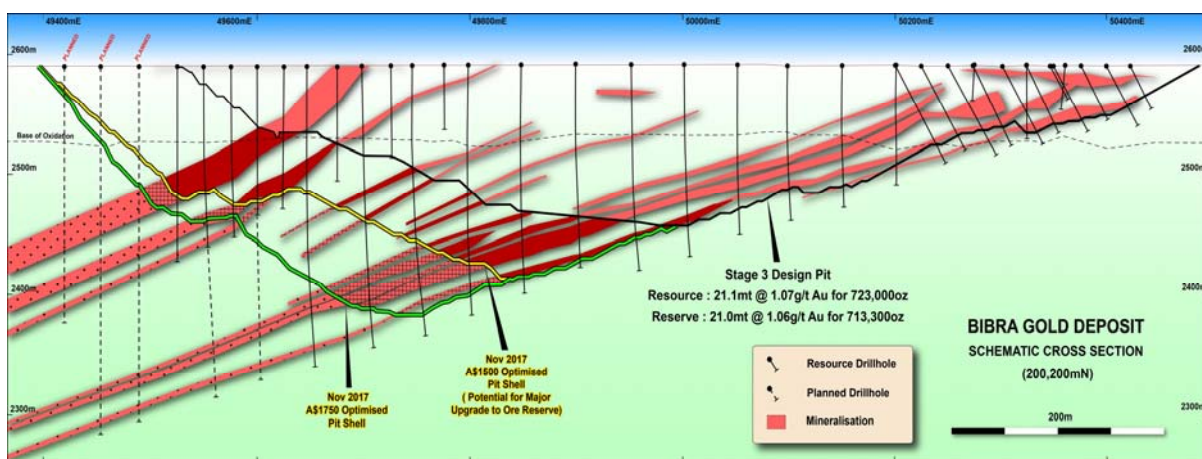 49400mE 49600mE 49800mE 50000mE 50200mE 50400mE
2600m
PLANNED
PLANNED
PLANNED
2600m
Base of Oxidation
2500m
2500m
2400m
2400m
2300m
2300m
Stage 3 Design Pit
Resource : 21.1mt @ 1.07g/t Au for 723,000oz
Reserve : 21.0mt @ 1.06g/t Au for 713,300oz
Nov 2017
A$1500 Optimised
Pit Shell
( Potential for Major
Upgrade to Ore Reserve)
Nov 2017
A$1750 Optimised
Pit Shell
Resource Drillhole
Planned Drillhole
Mineralisation
BIBRA GOLD DEPOSIT
SCHEMATIC CROSS SECTION
(200,200mN)
200m